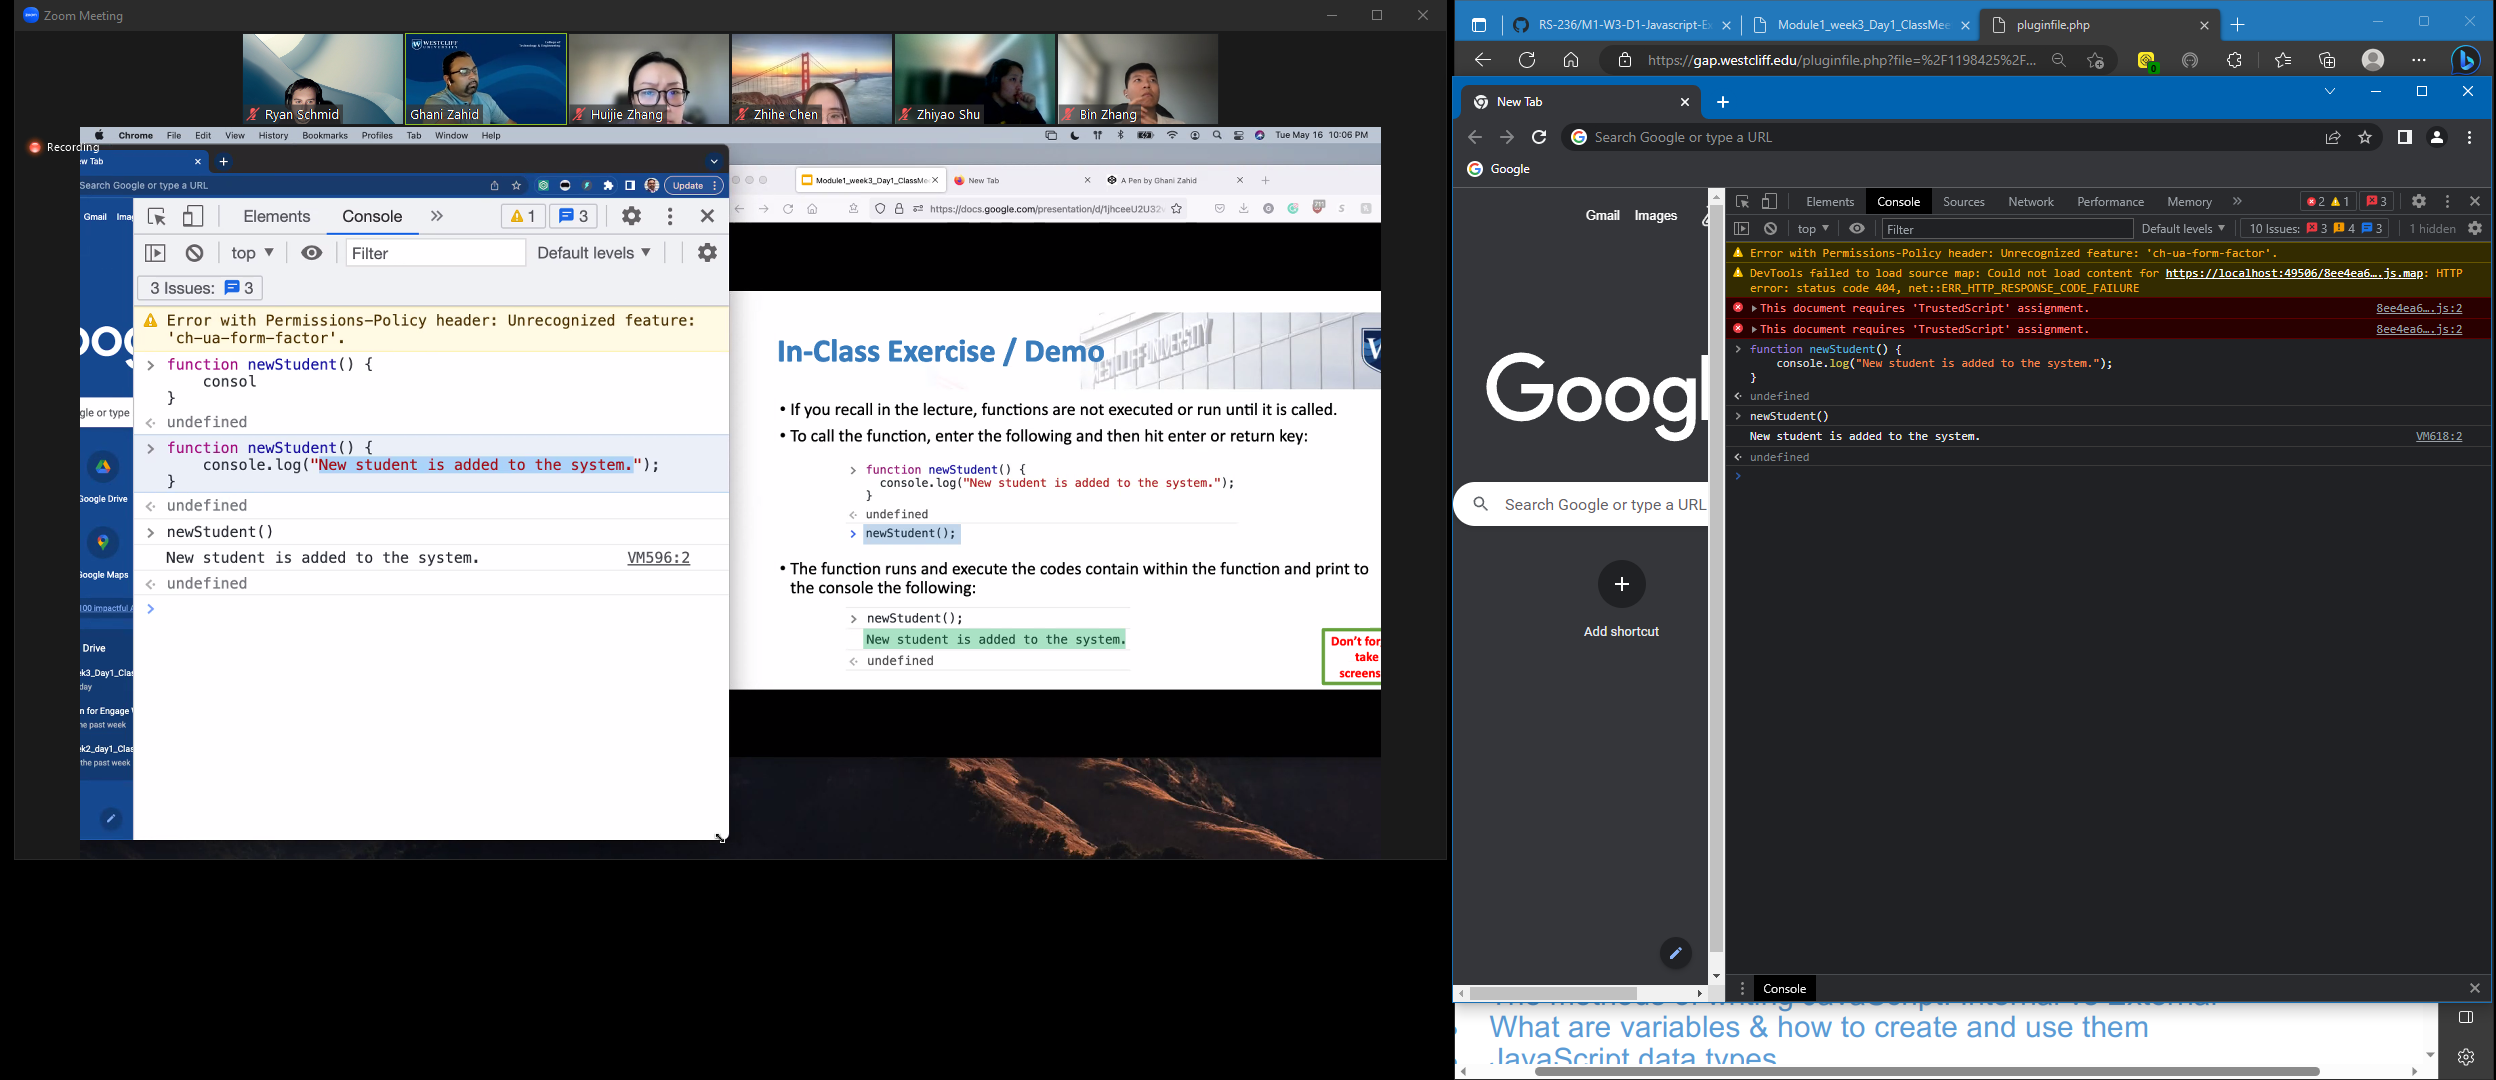 Zoom Meeting
WESTCLIFF
UNIVERSITY
Ryan Schmid
Ghani Zahid
Huijie Zhang
Zhihe Chen
Zhiyao Shu
Bin Zhang
Recording
Chrome File Edit View History Bookmarks Profiles Tab Window Help
Tue May 16 10:06 PM
ew Tab
Search Google or type a URL
Update
Gmail Ima
Elements Console
1 3
top Filter Default levels
3 Issues: 3
Error with Permissions-Policy header: Unrecognized feature:
'ch-ua-form-factor'.
function newStudent() {
consol
}
undefined
function newStudent() {
console.log("New student is added to the system.");
}
undefined
newStudent()
New student is added to the system. VM596:2
undefined
gle or type
Google Drive
Google Maps
100 impactful
Drive
k3_Day1_Clas
day
n for Engage
he past week
k2_day1_Clas
the past week
Module1_week3_Day1_ClassMe
New Tab
A Pen by Ghani Zahid
https://docs.google.com/presentation/d/1jhceeU2U32
In-Class Exercise / Demo
WESTCLIFF UNIVERSITY
• If you recall in the lecture, functions are not executed or run until it is called.
• To call the function, enter the following and then hit enter or return key:
function newStudent() {
console.log("New student is added to the system.");
}
undefined
newStudent();
• The function runs and execute the codes contain within the function and print to
the console the following:
newStudent();
New student is added to the system.
undefined
Don't for
take
screens
RS-236/M1-W3-D1-Javascript-E
Module1_week3_Day1_ClassMee
pluginfile.php
https://gap.westcliff.edu/pluginfile.php?file=%2F1198425%2F...
New Tab
Search Google or type a URL
Google
Gmail Images
Googl
Search Google or type a URL
Add shortcut
Elements Console Sources Network Performance Memory
2 1 3
top Filter Default levels 10 Issues: 3 4 3 1 hidden
Error with Permissions-Policy header: Unrecognized feature: 'ch-ua-form-factor'.
DevTools failed to load source map: Could not load content for https://localhost:49506/8ee4ea6….js.map: HTTP
error: status code 404, net::ERR_HTTP_RESPONSE_CODE_FAILURE
This document requires 'TrustedScript' assignment. 8ee4ea6….js:2
This document requires 'TrustedScript' assignment. 8ee4ea6….js:2
function newStudent() {
console.log("New student is added to the system.");
}
undefined
newStudent()
New student is added to the system. VM618:2
undefined
Console
What are variables & how to create and use them
JavaScript data types